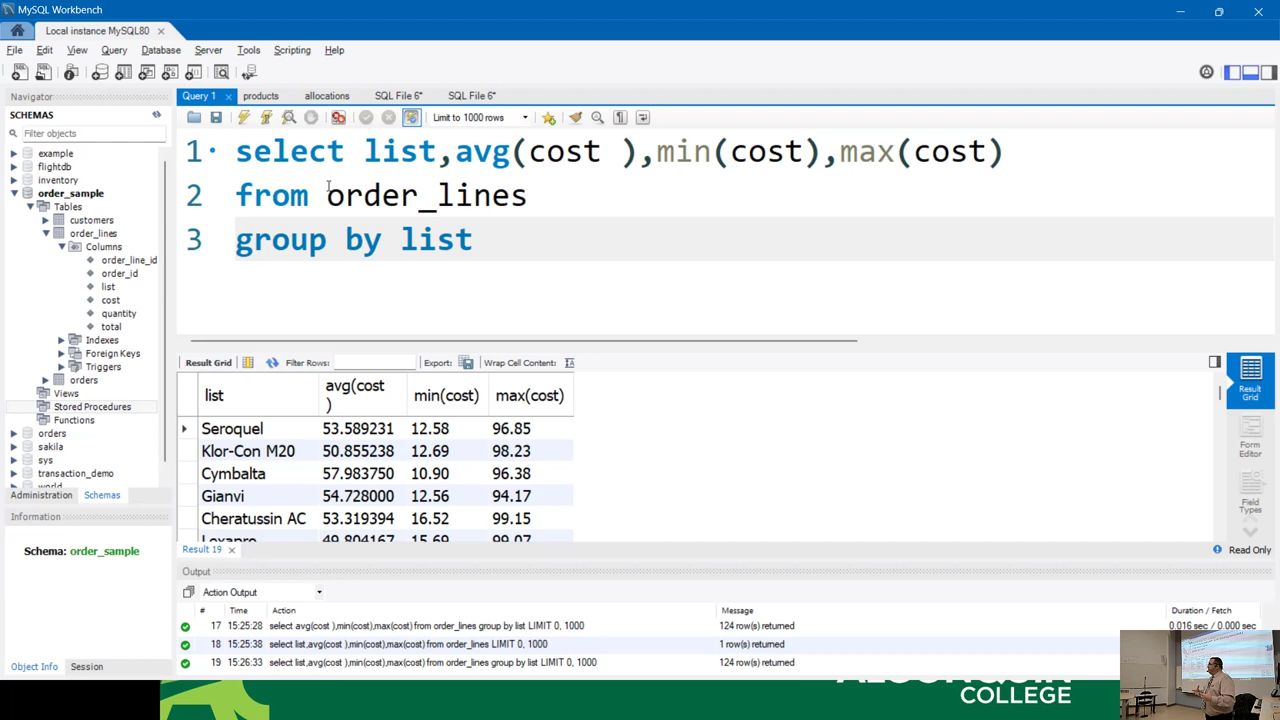 MySQL Workbench
Local instance MySQL80
File Edit View Query Database Server Tools Scripting Help
Navigator
SCHEMAS
Filter objects
example
flightdb
inventory
order_sample
Tables
customers
order_lines
Columns
order_line_id
order_id
list
cost
quantity
total
Indexes
Foreign Keys
Triggers
orders
Views
Stored Procedures
Functions
orders
sakila
sys
transaction_demo
world
Administration Schemas
Information
Schema: order_sample
Object Info Session
Query 1 products allocations SQL File 6* SQL File 6*
Limit to 1000 rows
1 select list,avg(cost ),min(cost),max(cost)
2 from order_lines
3 group by list
Result Grid Filter Rows: Export: Wrap Cell Content:
list avg(cost ) min(cost) max(cost)
Seroquel 53.589231 12.58 96.85
Klor-Con M20 50.855238 12.69 98.23
Cymbalta 57.983750 10.90 96.38
Gianvi 54.728000 12.56 94.17
Cheratussin AC 53.319394 16.52 99.15
Lexapro 49.804167 15.69 99.07
Result Grid
Form Editor
Field Types
Result 19
Read Only
Output
Action Output
# Time Action Message Duration / Fetch
17 15:25:28 select avg(cost ),min(cost),max(cost) from order_lines group by list LIMIT 0, 1000 124 row(s) returned 0.016 sec / 0.000 sec
18 15:25:38 select list,avg(cost ),min(cost),max(cost) from order_lines LIMIT 0, 1000 1 row(s) returned
19 15:26:33 select list,avg(cost ),min(cost),max(cost) from order_lines group by list LIMIT 0, 1000 124 row(s) returned
ALGONQUIN
COLLEGE